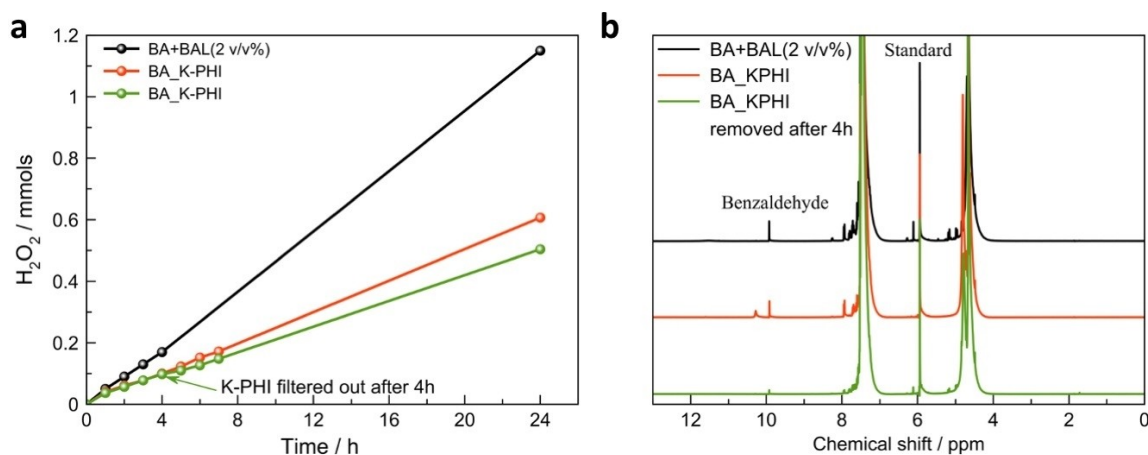 a
1.2
1
0.8
0.6
0.4
0.2
0
H₂O₂ / mmols
BA+BAL(2 v/v%)
BA_K-PHI
BA_K-PHI
K-PHI filtered out after 4h
0 4 8 12 16 20 24
Time / h
b
BA+BAL(2 v/v%)
BA_KPHI
BA_KPHI
removed after 4h
Standard
Benzaldehyde
12 10 8 6 4 2 0
Chemical shift / ppm